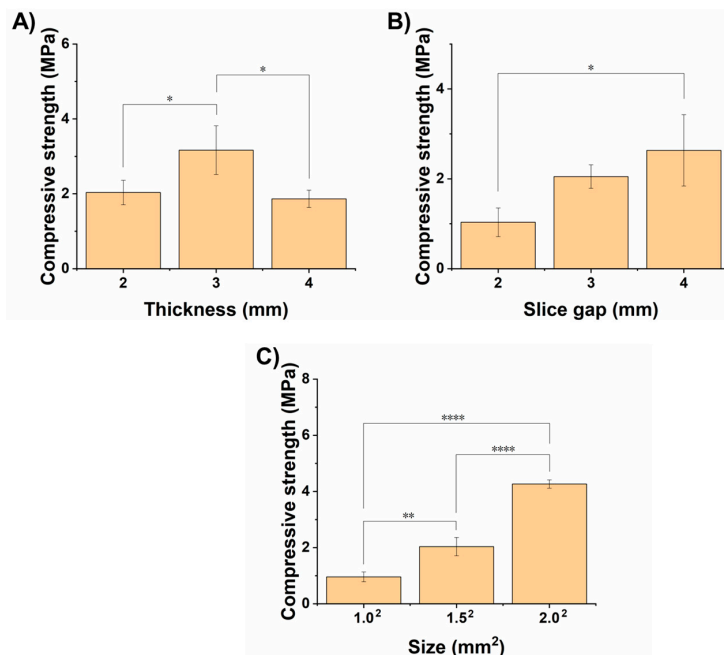 A)
Compressive strength (MPa)
6
4
2
0
*
*
2 3 4
Thickness (mm)
B)
Compressive strength (MPa)
4
2
0
*
2 3 4
Slice gap (mm)
C)
Compressive strength (MPa)
8
6
4
2
0
****
****
**
1.0² 1.5² 2.0²
Size (mm²)